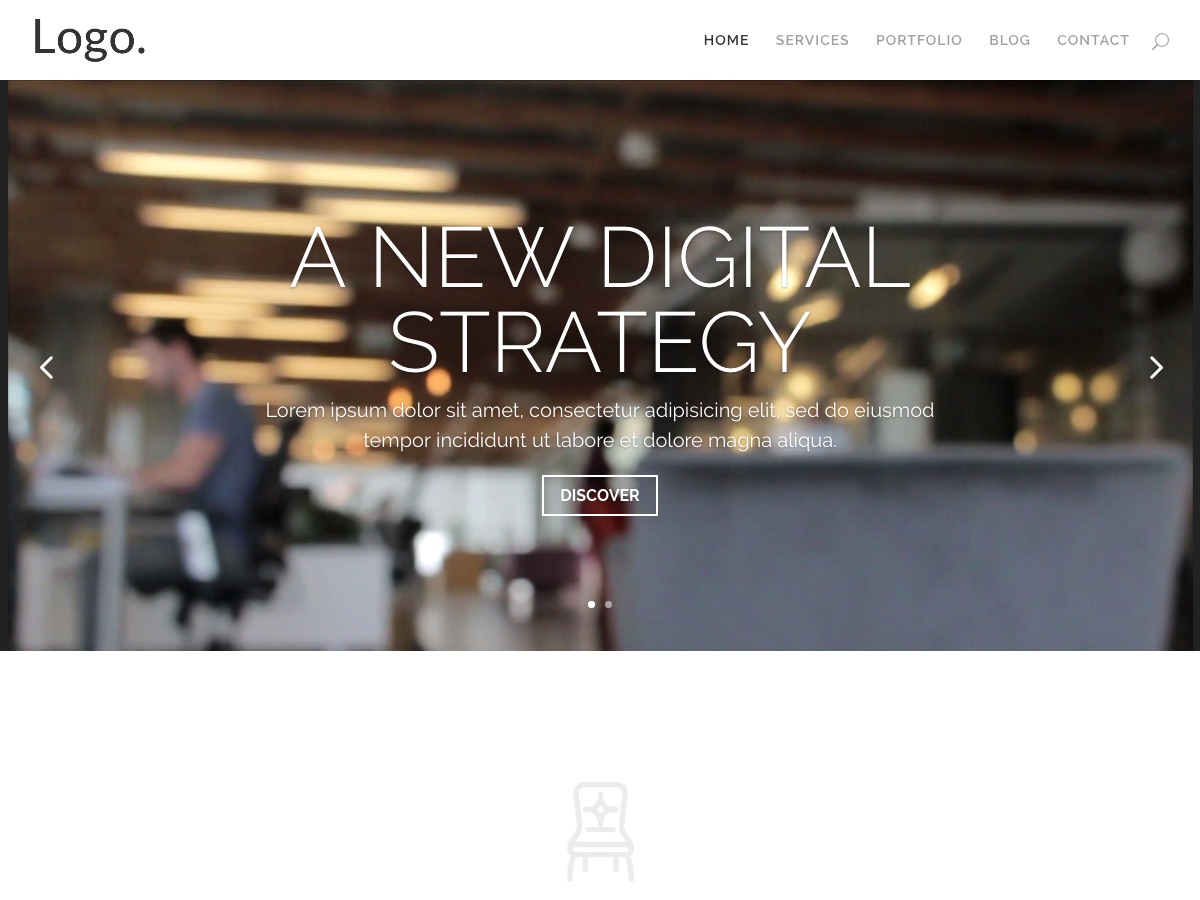 Logo.
HOME SERVICES PORTFOLIO BLOG CONTACT
A NEW DIGITAL
STRATEGY
Lorem ipsum dolor sit amet, consectetur adipisicing elit, sed do eiusmod
tempor incididunt ut labore et dolore magna aliqua.
DISCOVER